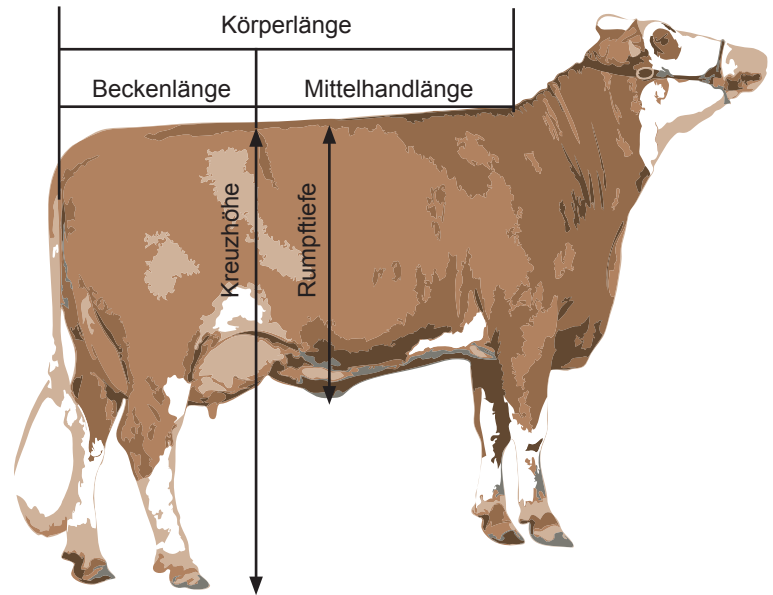 Körperlänge
Beckenlänge
Mittelhandlänge
Kreuzhöhe
Rumpftiefe